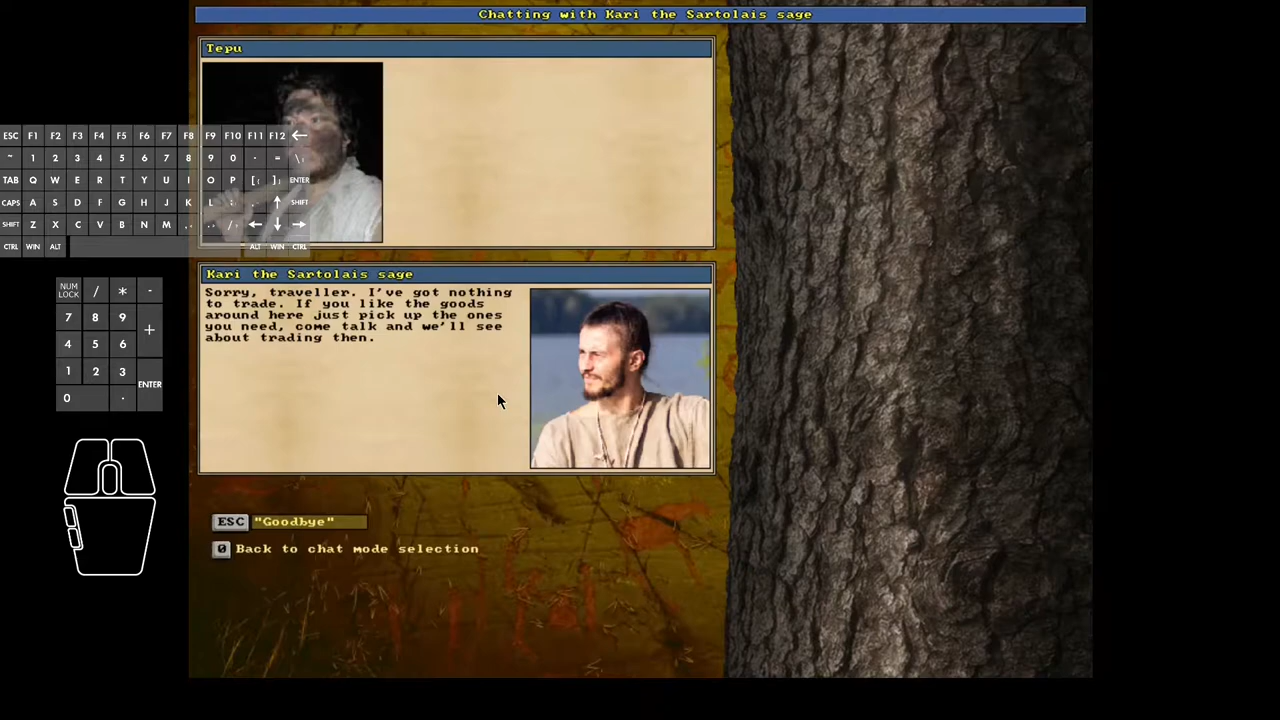 Chatting with Kari the Sartolais sage
Tepu
ESC F1 F2 F3 F4 F5 F6 F7 F8 F9 F10 F11 F12
~ 1 2 3 4 5 6 7 8 9 0 - = \
TAB Q W E R T Y U I O P [{ ]} ENTER
CAPS A S D F G H J K L SHIFT
SHIFT Z X C V B N M /
CTRL WIN ALT ALT WIN CTRL
Kari the Sartolais sage
Sorry, traveller. I've got nothing
to trade. If you like the goods
around here just pick up the ones
you need, come talk and we'll see
about trading then.
NUM
LOCK / * -
7 8 9 +
4 5 6
1 2 3 ENTER
0 .
ESC "Goodbye"
0 Back to chat mode selection